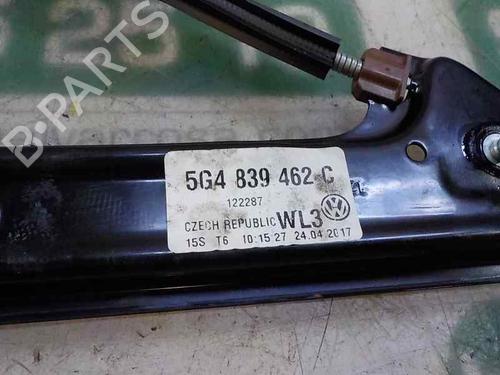 B-PARTS
5G4 839 462 C
122287
CZECH REPUBLIC WL3
15S T6 10:15 27 24.04.2017